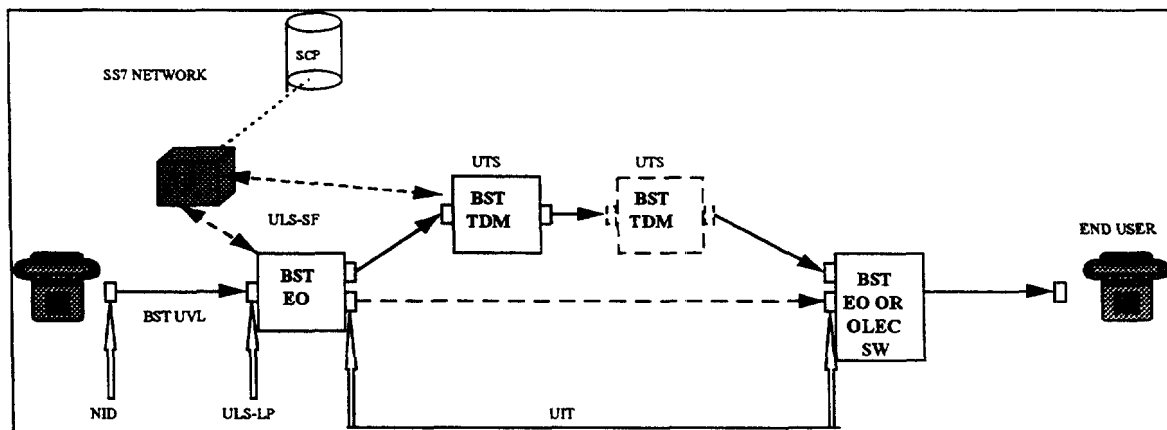 SCP
SS7 NETWORK
UTS
UTS
BST
TDM
BST
TDM
ULS-SF
END USER
BST
EO
BST
EO OR
OLEC
SW
BST UVL
NID
ULS-LP
UIT